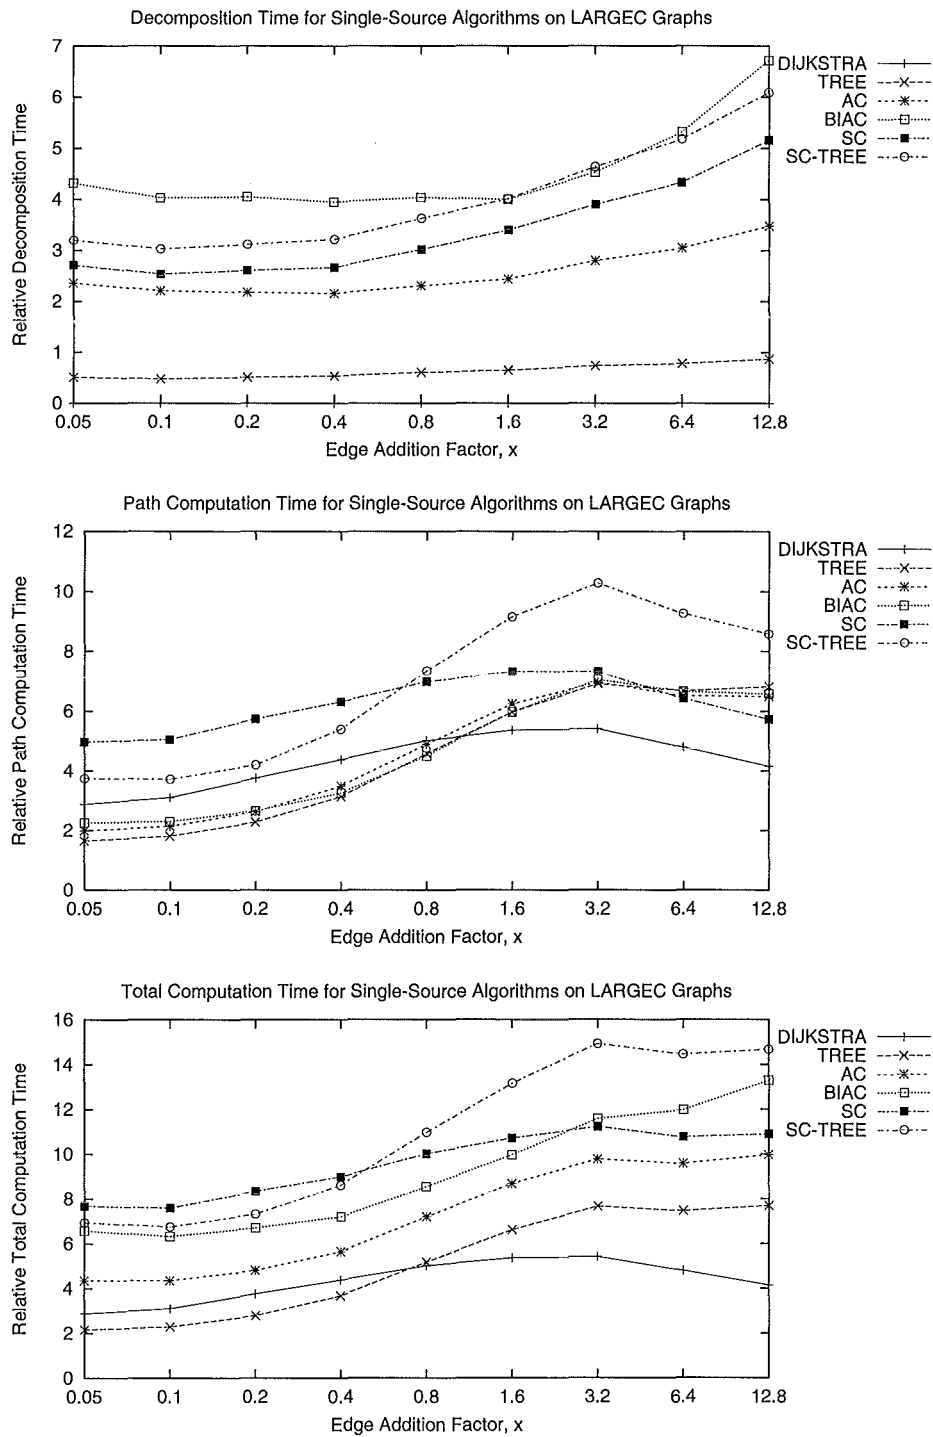 Decomposition Time for Single-Source Algorithms on LARGEC Graphs
7
6
5
4
3
2
1
0
Relative Decomposition Time
0.05 0.1 0.2 0.4 0.8 1.6 3.2 6.4 12.8
Edge Addition Factor, x
DIJKSTRA
TREE
AC
BIAC
SC
SC-TREE
Path Computation Time for Single-Source Algorithms on LARGEC Graphs
12
10
8
6
4
2
0
Relative Path Computation Time
0.05 0.1 0.2 0.4 0.8 1.6 3.2 6.4 12.8
Edge Addition Factor, x
DIJKSTRA
TREE
AC
BIAC
SC
SC-TREE
Total Computation Time for Single-Source Algorithms on LARGEC Graphs
16
14
12
10
8
6
4
2
0
Relative Total Computation Time
0.05 0.1 0.2 0.4 0.8 1.6 3.2 6.4 12.8
Edge Addition Factor, x
DIJKSTRA
TREE
AC
BIAC
SC
SC-TREE